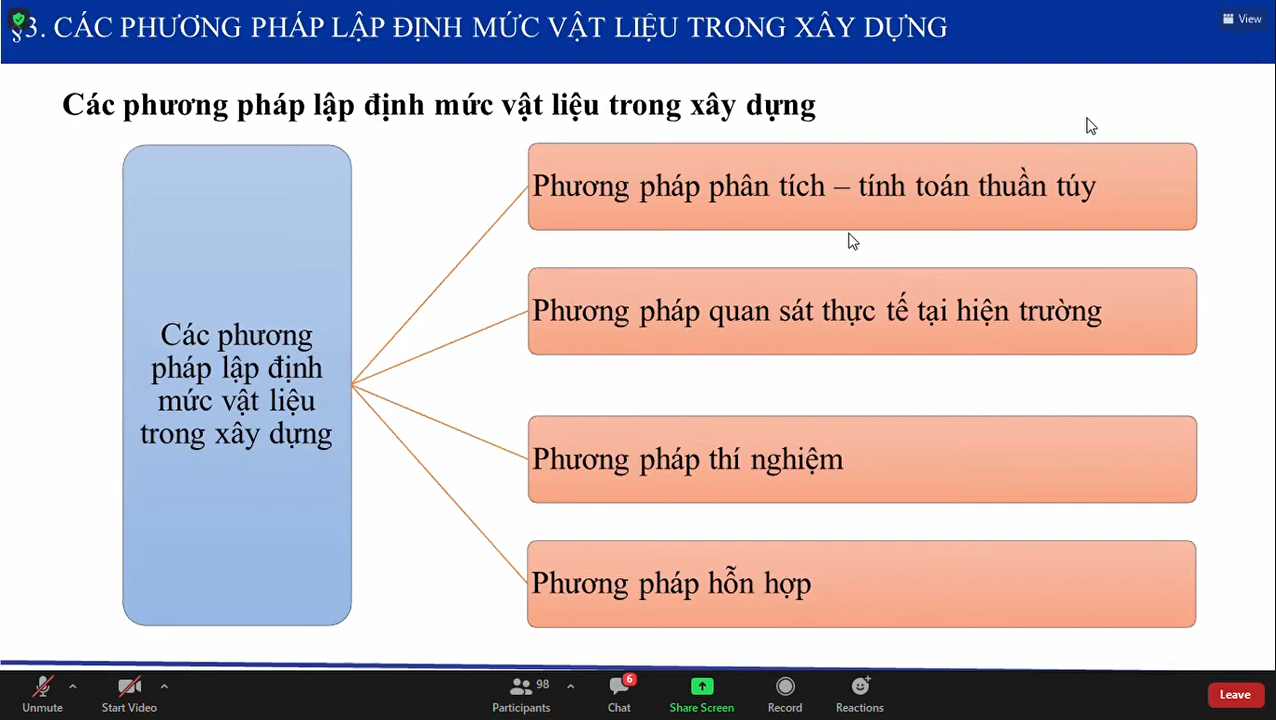 §3. CÁC PHƯƠNG PHÁP LẬP ĐỊNH MỨC VẬT LIỆU TRONG XÂY DỰNG
View
Các phương pháp lập định mức vật liệu trong xây dựng
Các phương
pháp lập định
mức vật liệu
trong xây dựng
Phương pháp phân tích – tính toán thuần túy
Phương pháp quan sát thực tế tại hiện trường
Phương pháp thí nghiệm
Phương pháp hỗn hợp
Unmute
Start Video
98
Participants
6
Chat
Share Screen
Record
Reactions
Leave